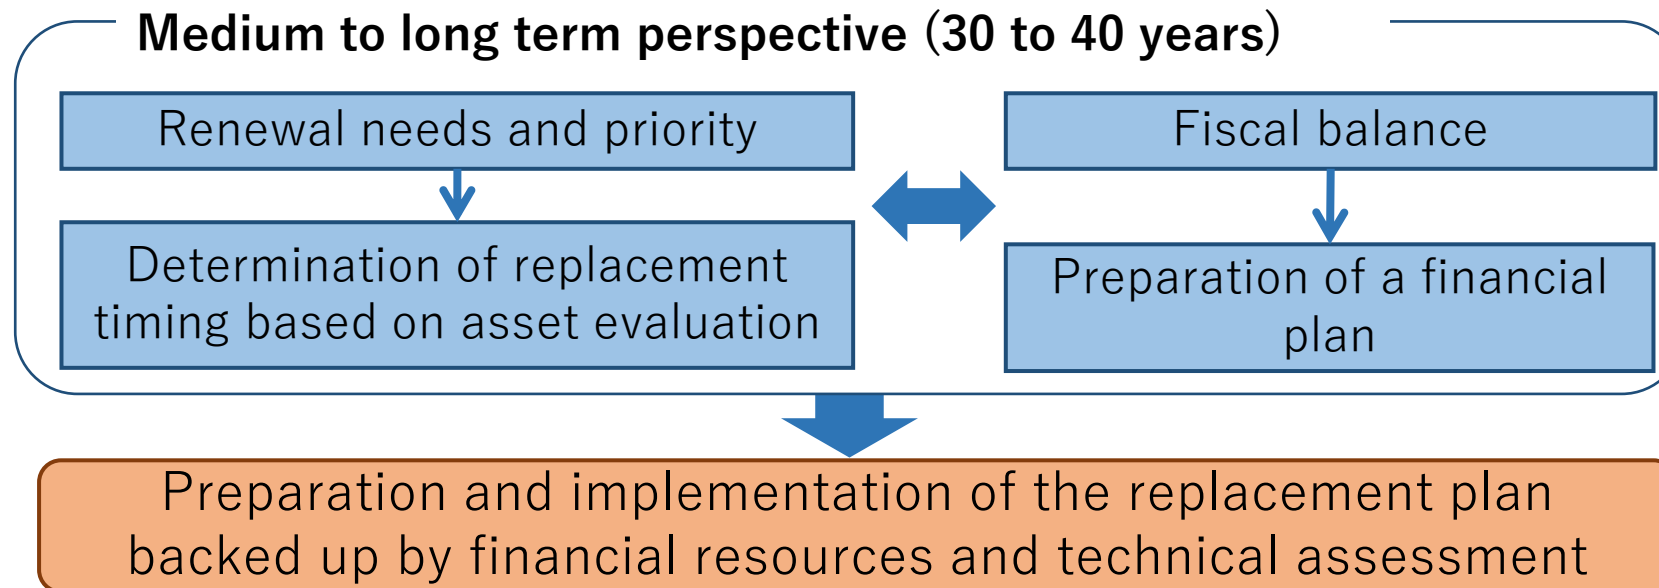 Medium to long term perspective (30 to 40 years)
Renewal needs and priority
Determination of replacement
timing based on asset evaluation
Fiscal balance
Preparation of a financial
plan
Preparation and implementation of the replacement plan
backed up by financial resources and technical assessment